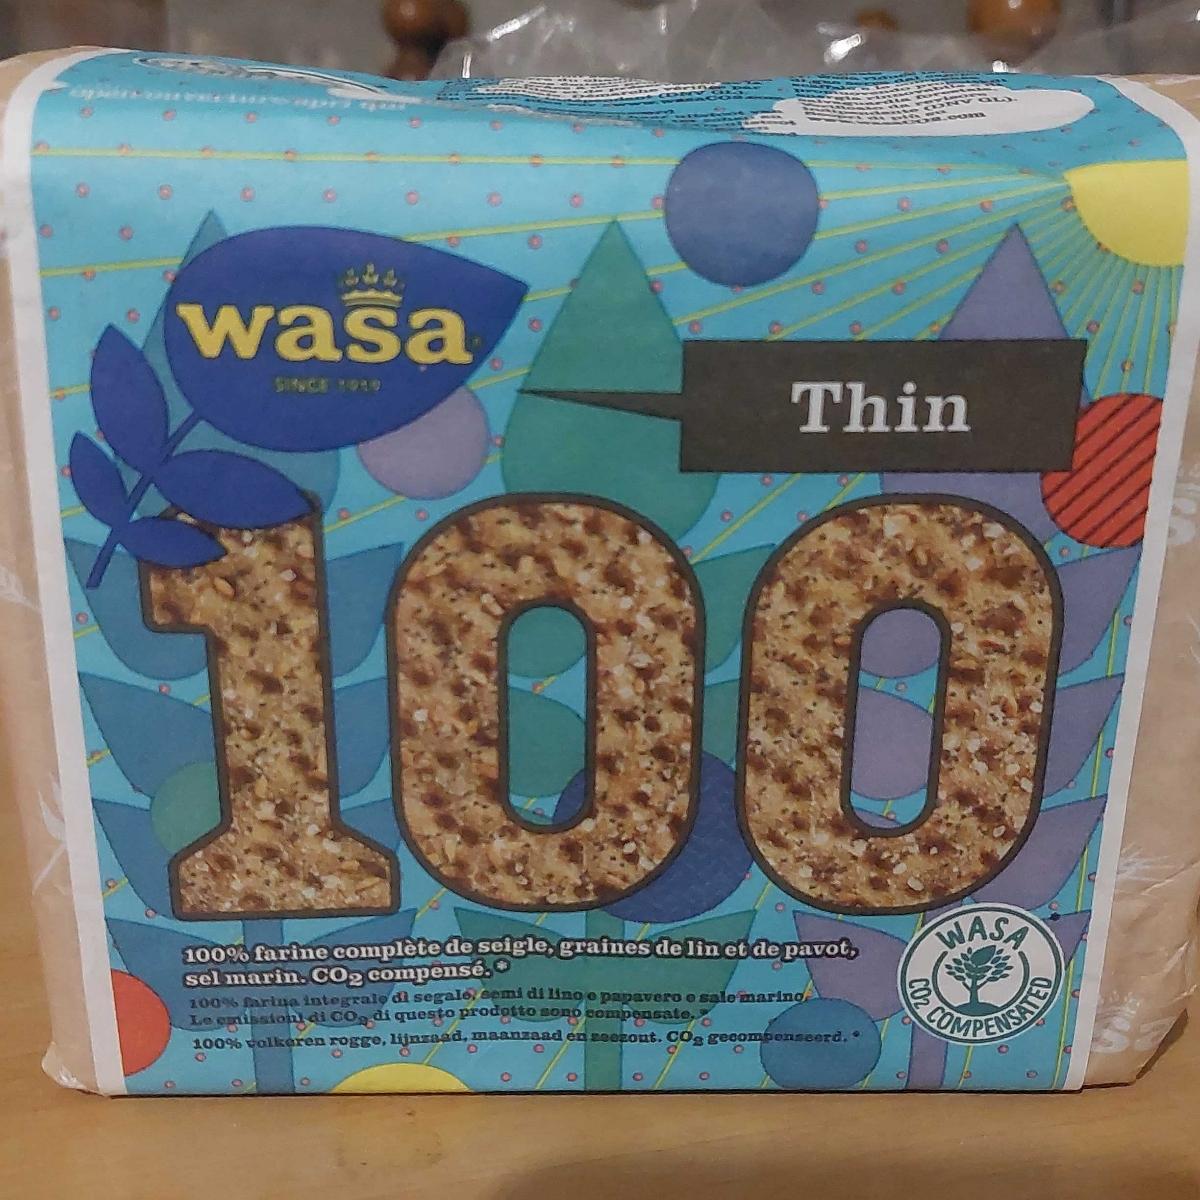 wasa
SINCE 1919
Thin
100
100% farine complète de seigle, graines de lin et de pavot,
sel marin. CO₂ compensé.*
100% farina integrale di segale, semi di lino e papavero e sale marino.
Le emissioni di CO₂ di questo prodotto sono compensate.*
100% volkoren rogge, lijnzaad, maanzaad en zeezout. CO₂ gecompenseerd.*
WASA
CO₂ COMPENSATED
*